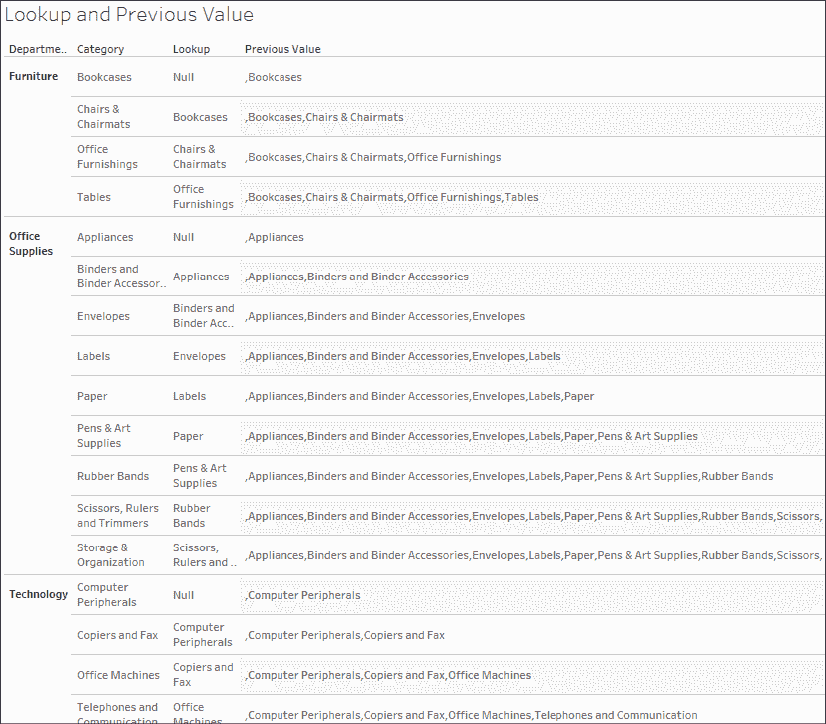 Lookup and Previous Value
Departme.. Category Lookup Previous Value
Furniture Bookcases Null ,Bookcases
Chairs &
Chairmats Bookcases ,Bookcases,Chairs & Chairmats
Office
Furnishings
Chairs &
Chairmats
,Bookcases,Chairs & Chairmats,Office Furnishings
Tables
Office
Furnishings
,Bookcases,Chairs & Chairmats,Office Furnishings,Tables
Office
Supplies
Appliances Null ,Appliances
Binders and
Binder Accessor..
Appliances ,Appliances,Binders and Binder Accessories
Envelopes
Binders and
Binder Acc..
,Appliances,Binders and Binder Accessories,Envelopes
Labels Envelopes ,Appliances,Binders and Binder Accessories,Envelopes,Labels
Paper Labels ,Appliances,Binders and Binder Accessories,Envelopes,Labels,Paper
Pens & Art
Supplies
Paper ,Appliances,Binders and Binder Accessories,Envelopes,Labels,Paper,Pens & Art Supplies
Rubber Bands
Pens & Art
Supplies
,Appliances,Binders and Binder Accessories,Envelopes,Labels,Paper,Pens & Art Supplies,Rubber Bands
Scissors, Rulers
and Trimmers
Rubber
Bands
,Appliances,Binders and Binder Accessories,Envelopes,Labels,Paper,Pens & Art Supplies,Rubber Bands,Scissors,
Storage &
Organization
Scissors,
Rulers and ..
,Appliances,Binders and Binder Accessories,Envelopes,Labels,Paper,Pens & Art Supplies,Rubber Bands,Scissors,
Technology
Computer
Peripherals
Null ,Computer Peripherals
Copiers and Fax
Computer
Peripherals
,Computer Peripherals,Copiers and Fax
Office Machines
Copiers and
Fax
,Computer Peripherals,Copiers and Fax,Office Machines
Telephones and
Communication
Office
Machines
,Computer Peripherals,Copiers and Fax,Office Machines,Telephones and Communication